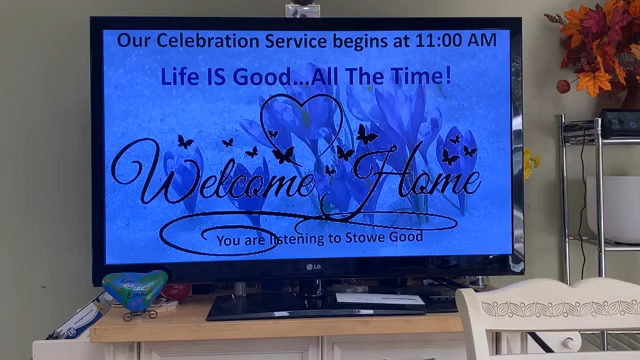 Our Celebration Service begins at 11:00 AM
Life IS Good...All The Time!
Welcome Home
You are listening to Stowe Good
LG